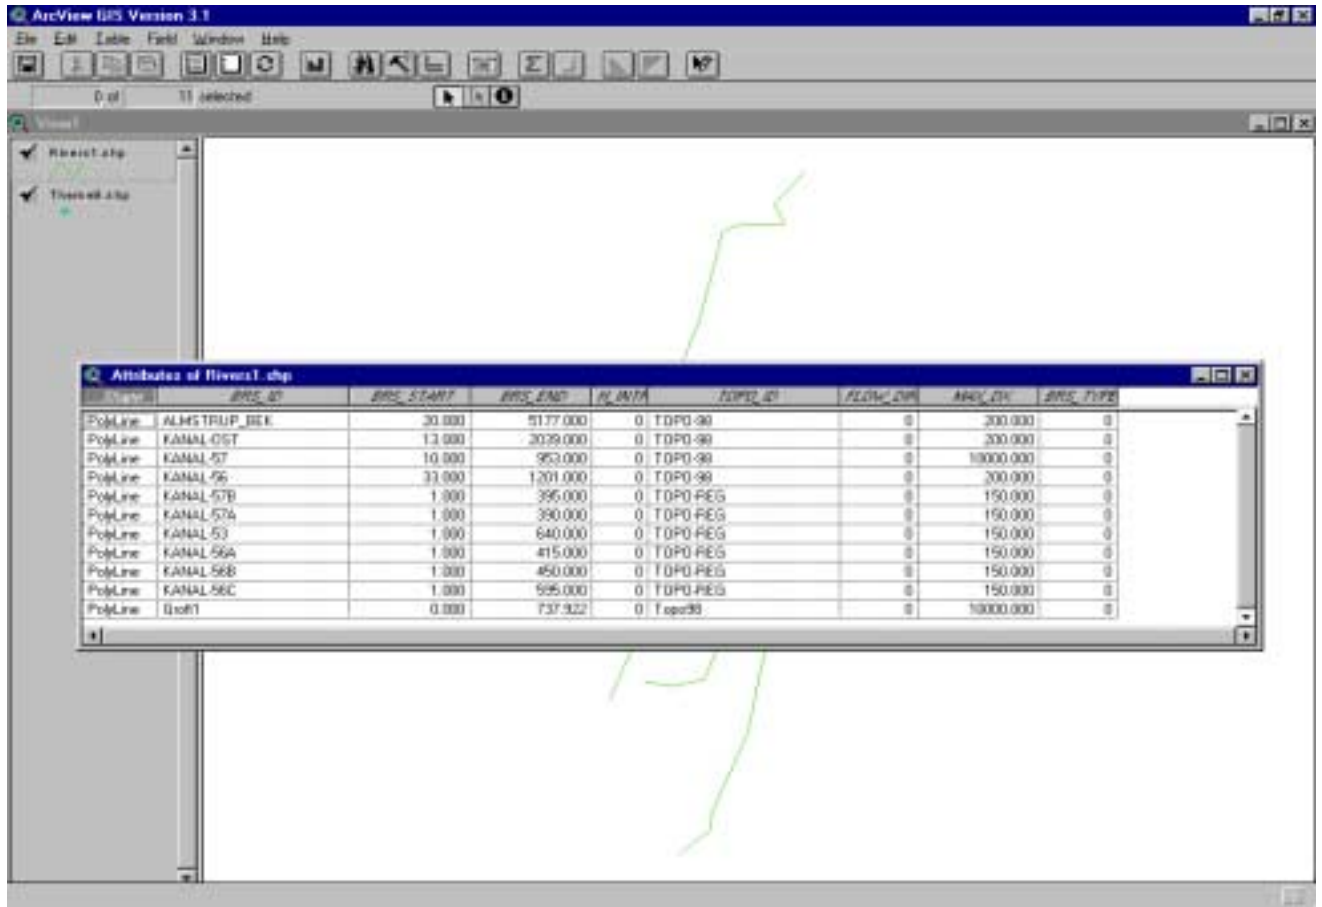 ArcView GIS Version 3.1
File Edit Table Field Window Help
0 of 11 selected
View1
Rivers1.shp
Attributes of Rivers1.shp
BRS_ID BRS_START BRS_END TOPO_ID FLOW_DIR MAX_DX BRS_TYPE
PolyLine ALMSTRUP_BEK 20.000 5177.000 0 TOPO-98 0 200.000 0
PolyLine KANAL-OST 13.000 2039.000 0 TOPO-98 0 200.000 0
PolyLine KANAL-57 10.000 953.000 0 TOPO-98 0 10000.000 0
PolyLine KANAL-56 33.000 1201.000 0 TOPO-98 0 200.000 0
PolyLine KANAL-57B 1.000 395.000 0 TOPO-REG 0 150.000 0
PolyLine KANAL-57A 1.000 390.000 0 TOPO-REG 0 150.000 0
PolyLine KANAL-53 1.000 640.000 0 TOPO-REG 0 150.000 0
PolyLine KANAL-56A 1.000 415.000 0 TOPO-REG 0 150.000 0
PolyLine KANAL-56B 1.000 450.000 0 TOPO-REG 0 150.000 0
PolyLine KANAL-56C 1.000 595.000 0 TOPO-REG 0 150.000 0
PolyLine 0.000 737.922 0 Topo98 0 10000.000 0